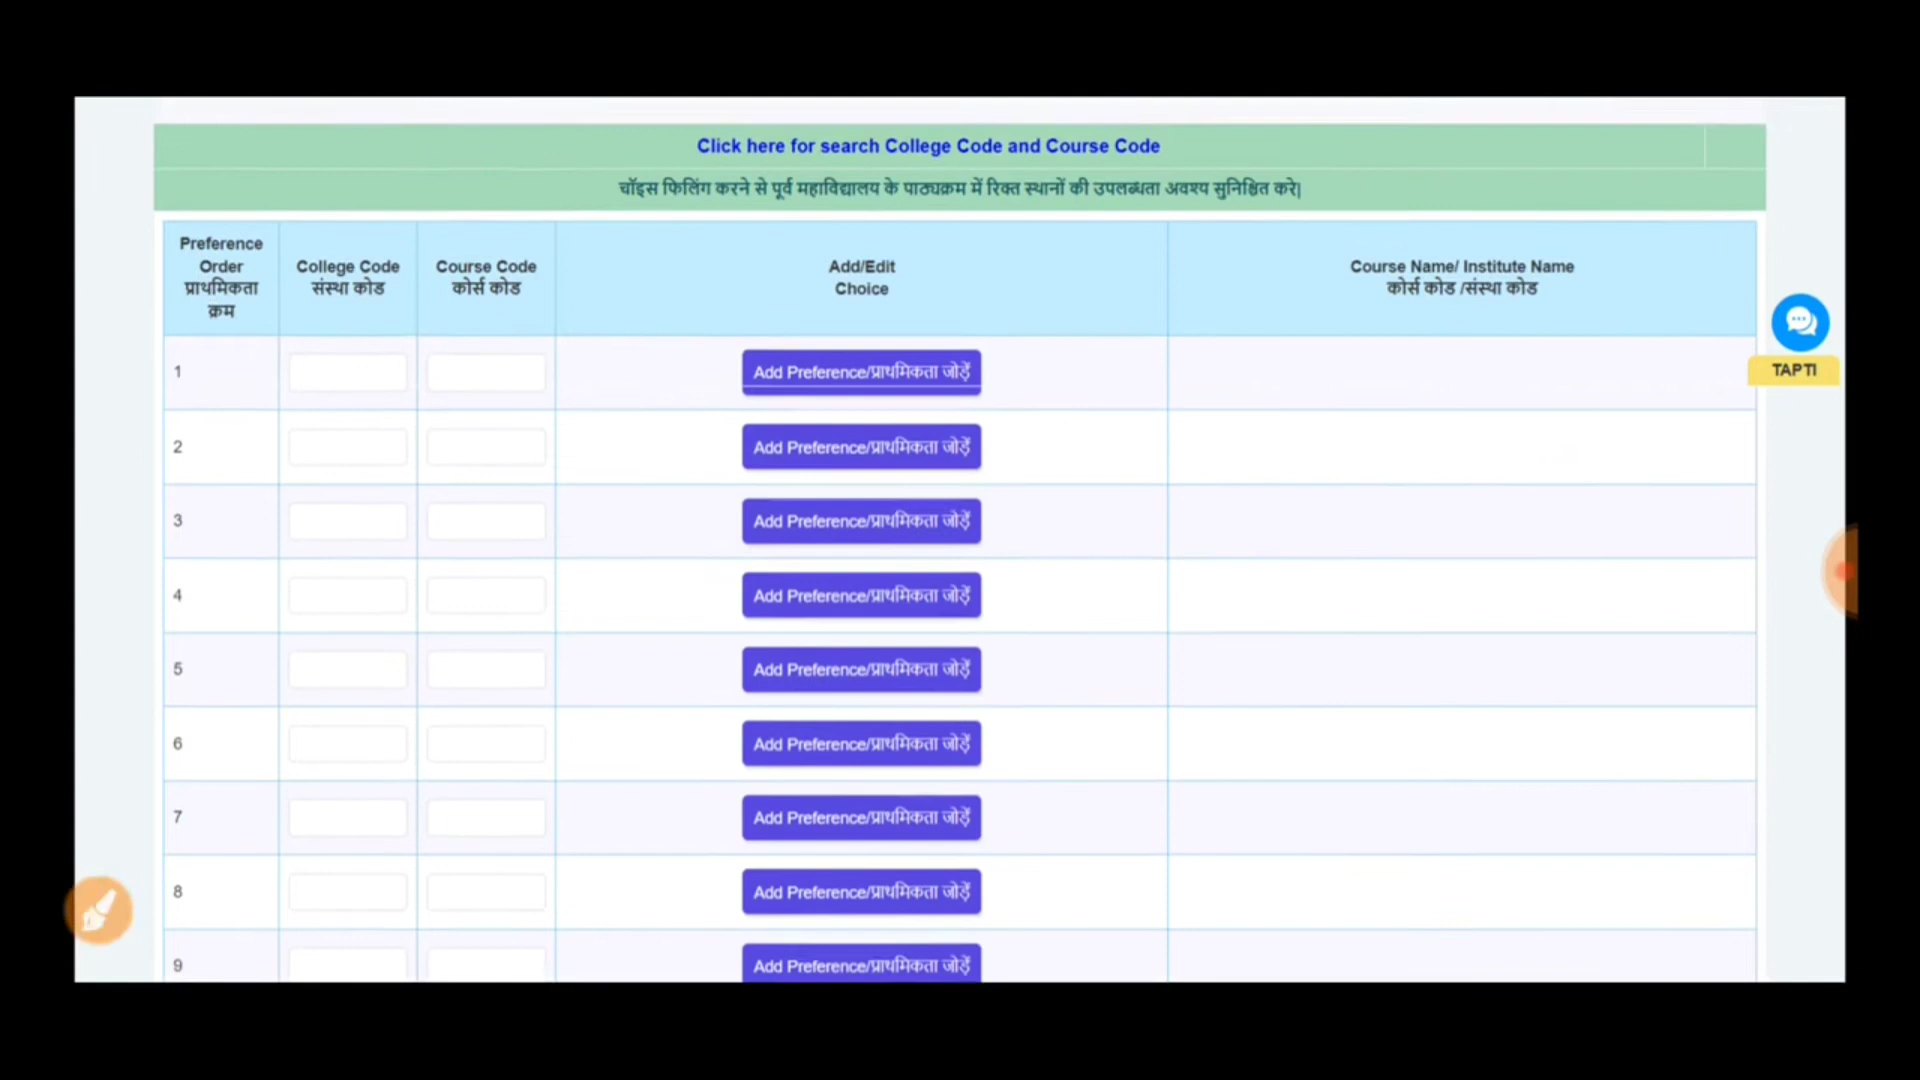 Click here for search College Code and Course Code
चॉइस फिलिंग करने से पूर्व महाविद्यालय के पाठ्यक्रम में रिक्त स्थानों की उपलब्धता अवश्य सुनिश्चित करे|
Preference
Order
प्राथमिकता
क्रम
College Code
संस्था कोड
Course Code
कोर्स कोड
Add/Edit
Choice
Course Name/ Institute Name
कोर्स कोड /संस्था कोड
1
Add Preference/प्राथमिकता जोड़ें
TAPTI
2
Add Preference/प्राथमिकता जोड़ें
3
Add Preference/प्राथमिकता जोड़ें
4
Add Preference/प्राथमिकता जोड़ें
5
Add Preference/प्राथमिकता जोड़ें
6
Add Preference/प्राथमिकता जोड़ें
7
Add Preference/प्राथमिकता जोड़ें
8
Add Preference/प्राथमिकता जोड़ें
9
Add Preference/प्राथमिकता जोड़ें